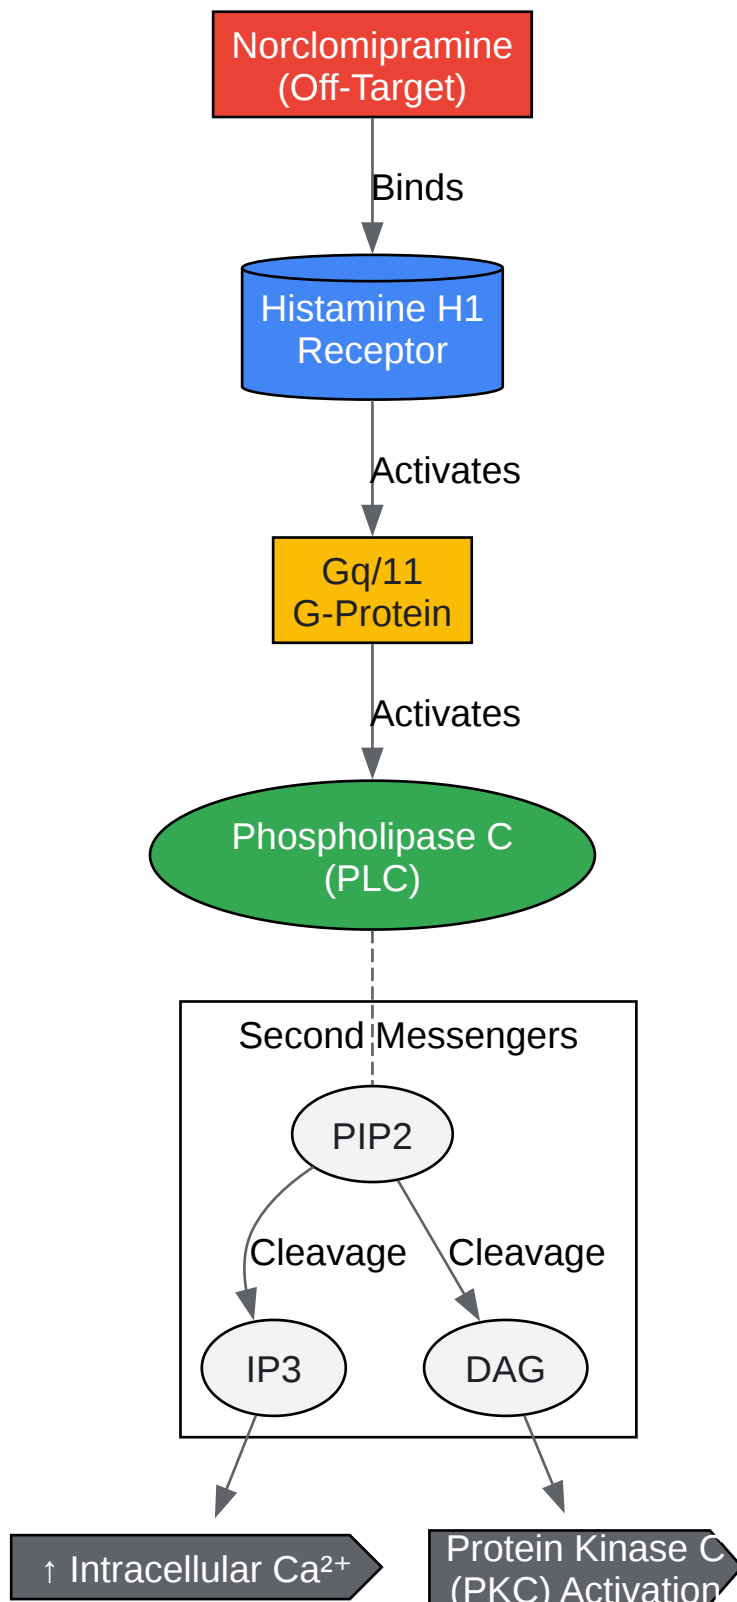 Norclomipramine
(Off-Target)
Binds
Histamine H1
Receptor
Activates
Gq/11
G-Protein
Activates
Phospholipase C
(PLC)
Second Messengers
PIP2
Cleavage
Cleavage
IP3
DAG
↑ Intracellular Ca²⁺
Protein Kinase C
(PKC) Activation